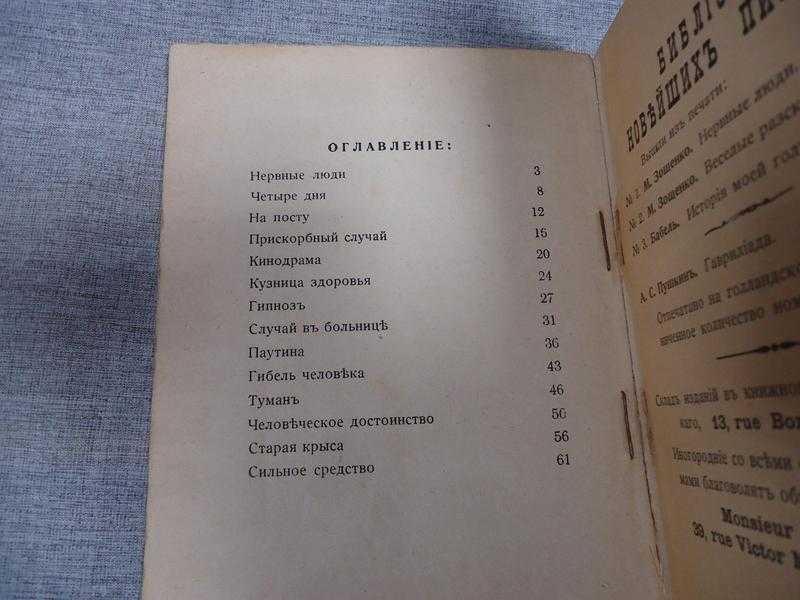 ОГЛАВЛЕНІЕ:
Нервные люди 3
Четыре дня 8
На посту 12
Прискорбный случай 15
Кинодрама 20
Кузница здоровья 24
Гипнозъ 27
Случай въ больницѣ 31
Паутина 36
Гибель человѣка 43
Туманъ 46
Человѣческое достоинство 50
Старая крыса 56
Сильное средство 61
НОВѢЙШИХЪ
Вышли изъ печати:
№ 1. М. Зощенко. Нервные люди.
№ 2. М. Зощенко. Веселые
№ 3. Бабель. Исторія моей
А. С. Пушкинъ. Гавриліада.
Отпечатано на
количество
Складъ изданій въ
13, rue
Иногородніе со всѣми
благоволятъ
Monsieur
39, rue Victor